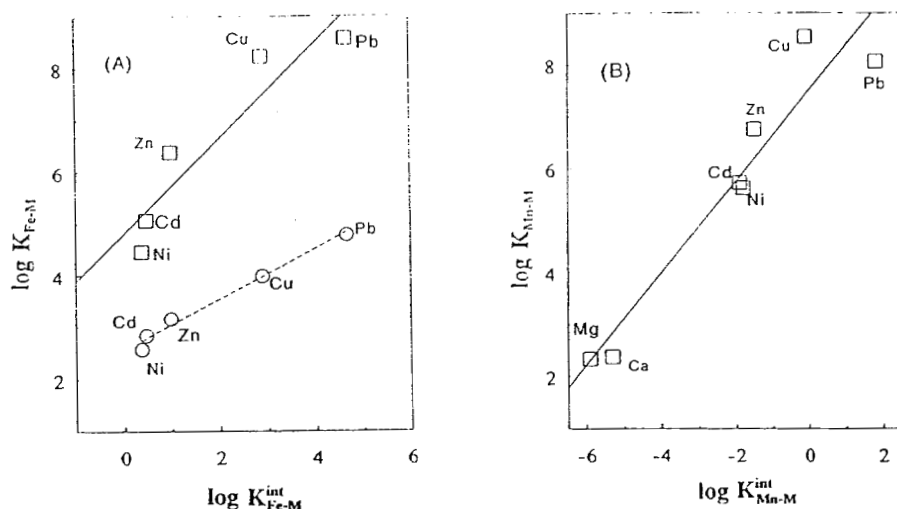 (A)
8
6
4
2
0
2
4
6
Cu
Pb
Zn
Cd
Ni
Pb
Cu
Cd
Zn
Ni
log K_Fe-M
log K^int_Fe-M
(B)
8
6
4
2
-6
-4
-2
0
2
Cu
Pb
Zn
Cd
Ni
Mg
Ca
log K_Mn-M
log K^int_Mn-M